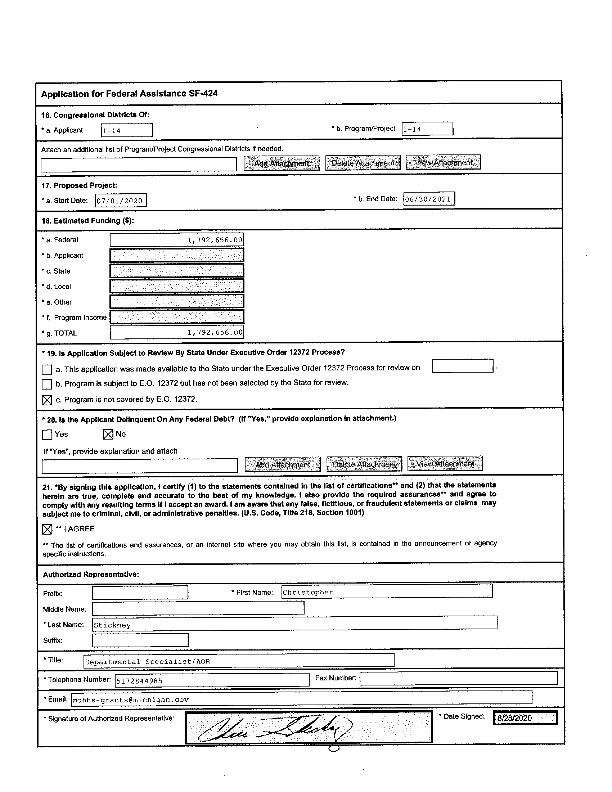 Application for Federal Assistance SF-424
16. Congressional Districts Of:
* a. Applicant 1-14 * b. Program/Project 1-14
Attach an additional list of Program/Project Congressional Districts if needed.
Add Attachment Delete Attachment View Attachment
17. Proposed Project:
* a. Start Date: 07/01/2020 * b. End Date: 06/30/2021
18. Estimated Funding ($):
* a. Federal 1,792,656.00
* b. Applicant
* c. State
* d. Local
* e. Other
* f. Program Income
* g. TOTAL 1,792,656.00
* 19. Is Application Subject to Review By State Under Executive Order 12372 Process?
a. This application was made available to the State under the Executive Order 12372 Process for review on .
b. Program is subject to E.O. 12372 but has not been selected by the State for review.
c. Program is not covered by E.O. 12372.
* 20. Is the Applicant Delinquent On Any Federal Debt? (If "Yes," provide explanation in attachment.)
Yes No
If "Yes", provide explanation and attach
Add Attachment Delete Attachment View Attachment
21. *By signing this application, I certify (1) to the statements contained in the list of certifications** and (2) that the statements
herein are true, complete and accurate to the best of my knowledge. I also provide the required assurances** and agree to
comply with any resulting terms if I accept an award. I am aware that any false, fictitious, or fraudulent statements or claims may
subject me to criminal, civil, or administrative penalties. (U.S. Code, Title 218, Section 1001)
** I AGREE
** The list of certifications and assurances, or an internet site where you may obtain this list, is contained in the announcement or agency
specific instructions.
Authorized Representative:
Prefix: * First Name: Christopher
Middle Name:
* Last Name: Stickney
Suffix:
* Title: Departmental Specialist/AOR
* Telephone Number: 5172844965 Fax Number:
* Email: mdhhs-grants@michigan.gov
* Signature of Authorized Representative: * Date Signed: 8/28/2020